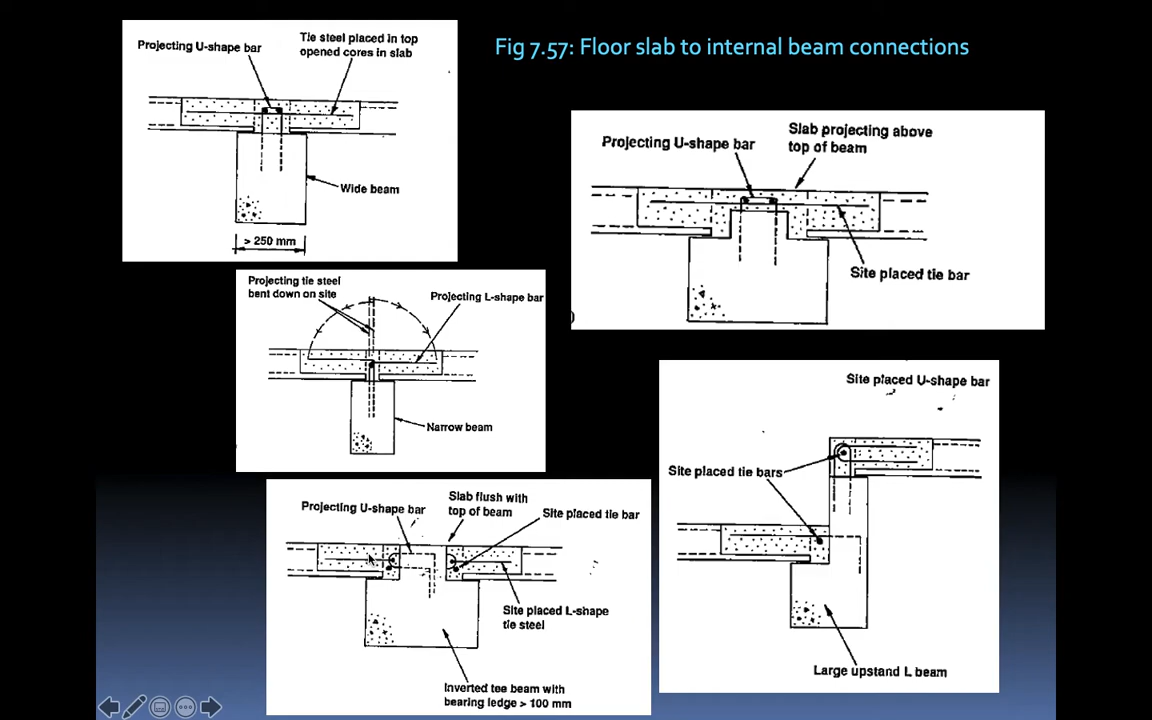 Fig 7.57: Floor slab to internal beam connections
Projecting U-shape bar
Tie steel placed in top
opened cores in slab
Wide beam
> 250 mm
Projecting U-shape bar
Slab projecting above
top of beam
Site placed tie bar
Projecting tie steel
bent down on site
Projecting L-shape bar
Narrow beam
Site placed U-shape bar
Site placed tie bars
Large upstand L beam
Projecting U-shape bar
Slab flush with
top of beam
Site placed tie bar
Site placed L-shape
tie steel
Inverted tee beam with
bearing ledge > 100 mm